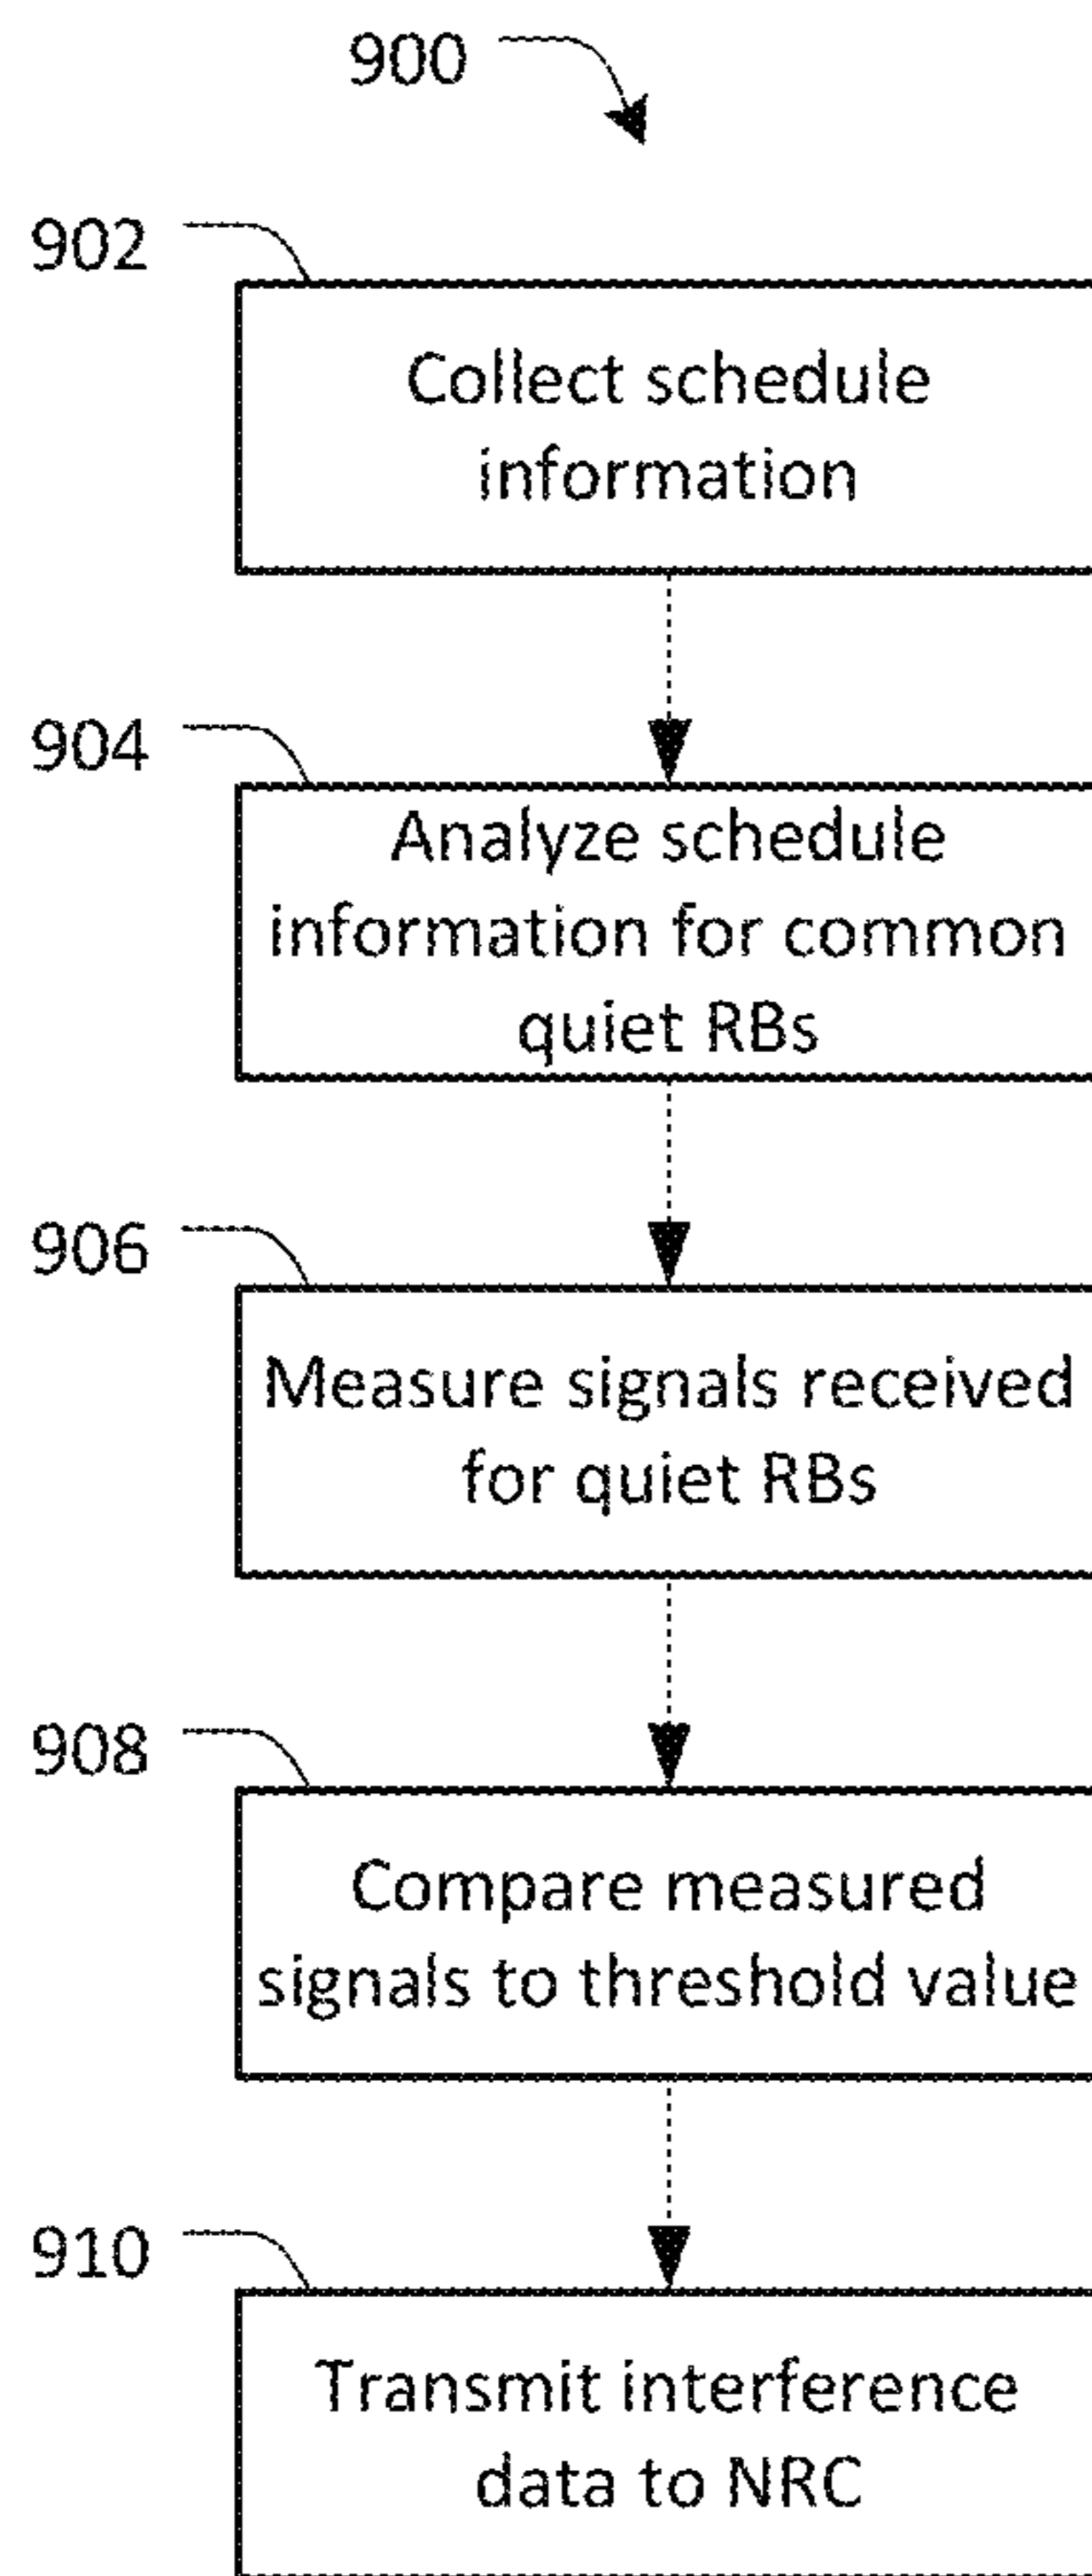 900
902
Collect schedule
information
904
Analyze schedule
information for common
quiet RBs
906
Measure signals received
for quiet RBs
908
Compare measured
signals to threshold value
910
Transmit interference
data to NRC